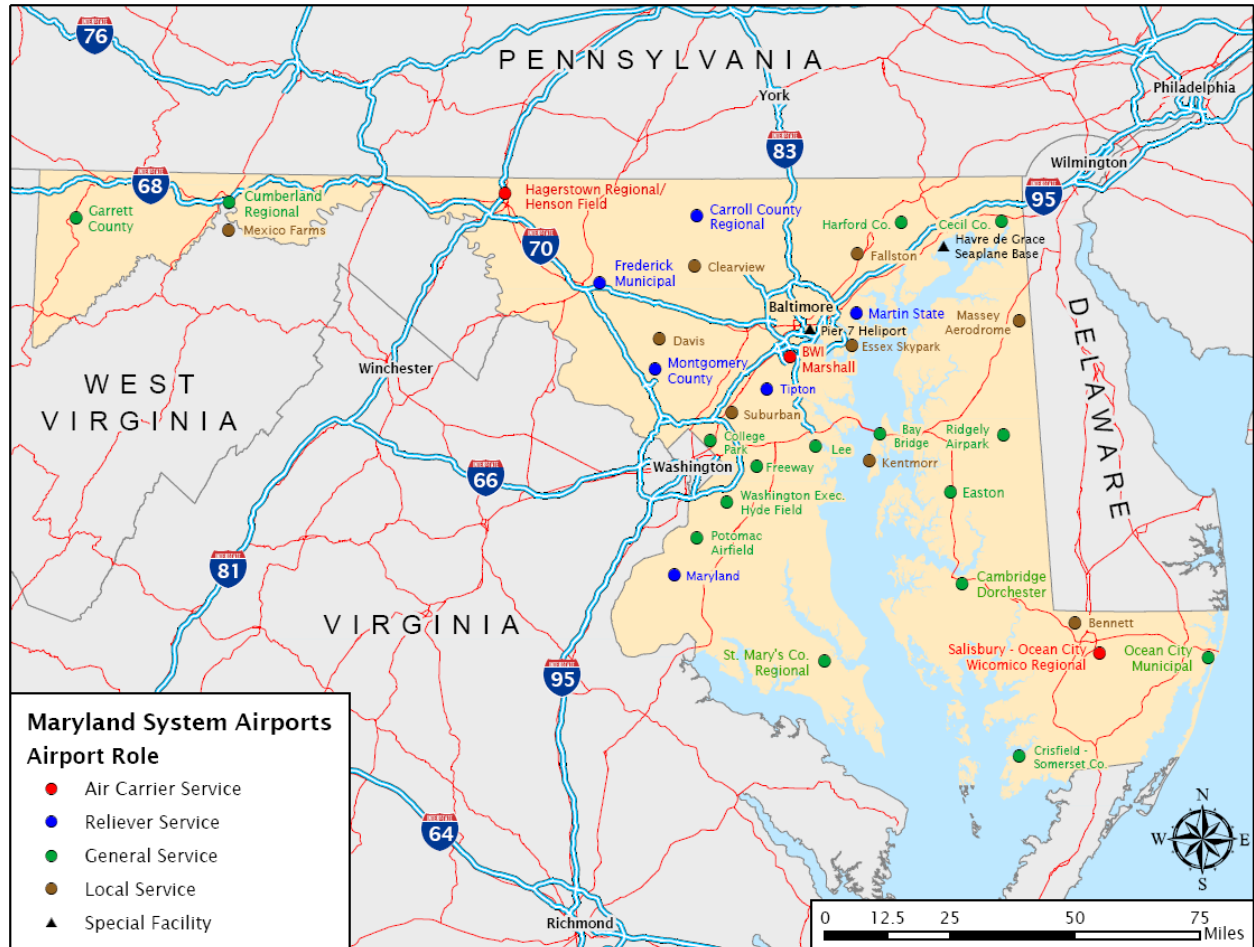 76
PENNSYLVANIA
York
Philadelphia
83
Wilmington
68
95
Hagerstown Regional/
Henson Field
Cumberland
Regional
Garrett
County
Mexico Farms
Carroll County
Regional
Harford Co.
Cecil Co.
Havre de Grace
Seaplane Base
70
Clearview
Fallston
Frederick
Municipal
Baltimore
Martin State
Massey
Aerodrome
DELAWARE
Pier 7 Heliport
Essex Skypark
Davis
BWI
Marshall
Winchester
WEST
VIRGINIA
Montgomery
County
Tipton
Suburban
College
Park
Lee
Bay
Bridge
Ridgely
Airpark
Washington
Freeway
Kentmorr
66
Washington Exec.
Hyde Field
Easton
Potomac
Airfield
81
Maryland
Cambridge
Dorchester
VIRGINIA
Bennett
Salisbury - Ocean City
Wicomico Regional
Ocean City
Municipal
St. Mary's Co.
Regional
95
Crisfield -
Somerset Co.
64
Richmond
Maryland System Airports
Airport Role
Air Carrier Service
Reliever Service
General Service
Local Service
Special Facility
N
W E
S
0 12.5 25 50 75
Miles